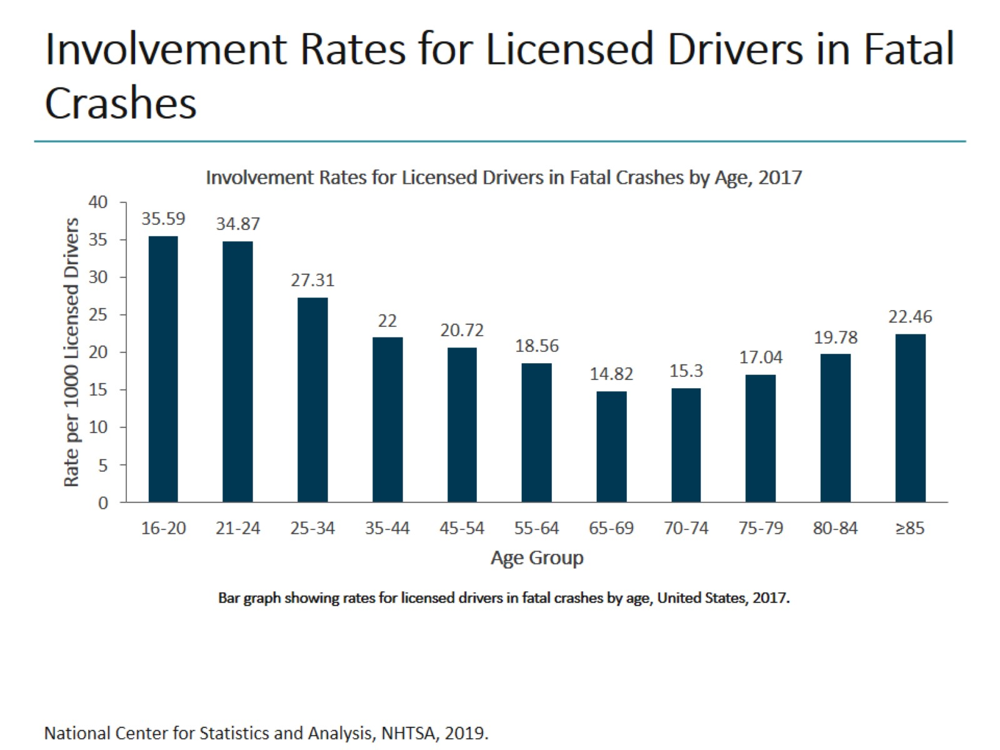 Involvement Rates for Licensed Drivers in Fatal
Crashes
Involvement Rates for Licensed Drivers in Fatal Crashes by Age, 2017
Rate per 1000 Licensed Drivers
40
35
30
25
20
15
10
5
0
35.59
34.87
27.31
22
20.72
18.56
14.82
15.3
17.04
19.78
22.46
16-20 21-24 25-34 35-44 45-54 55-64 65-69 70-74 75-79 80-84 ≥85
Age Group
Bar graph showing rates for licensed drivers in fatal crashes by age, United States, 2017.
National Center for Statistics and Analysis, NHTSA, 2019.